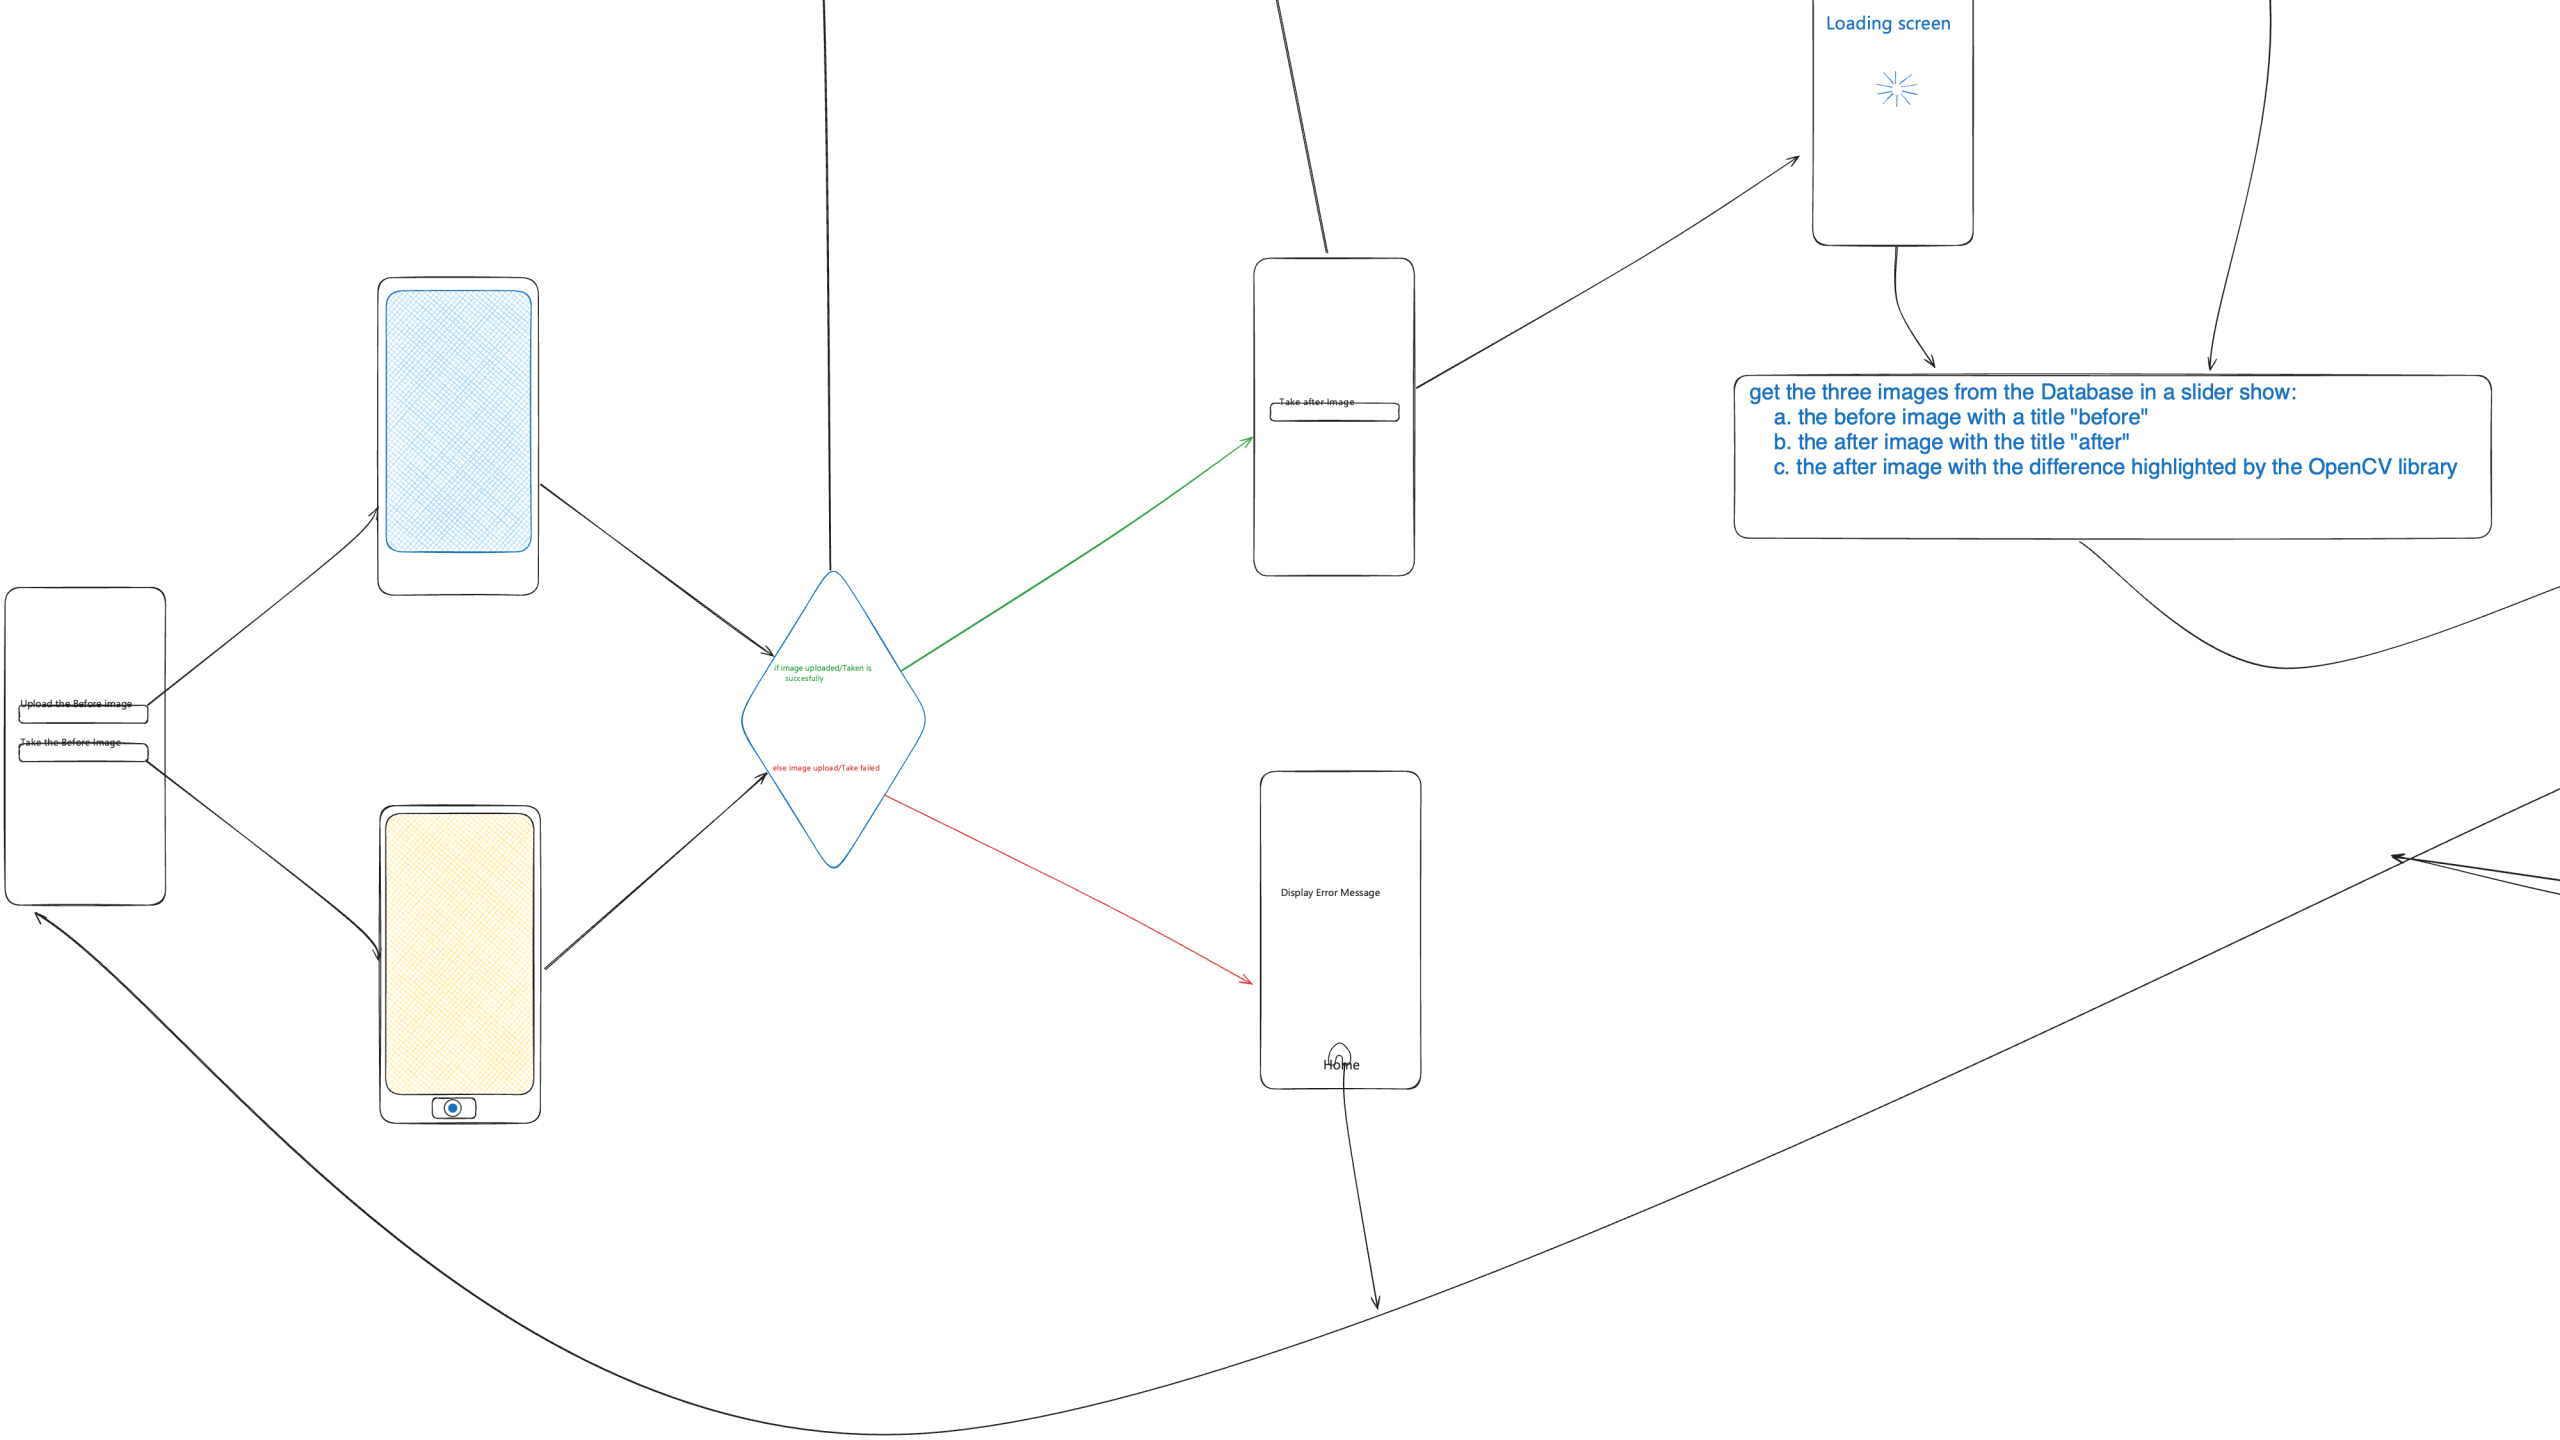 Loading screen
get the three images from the Database in a slider show:
a. the before image with a title "before"
b. the after image with the title "after"
c. the after image with the difference highlighted by the OpenCV library
Take after Image
if image uploaded/Taken is
succesfully
else image upload/Take failed
Upload the Before image
Take the Before Image
Display Error Message
Home